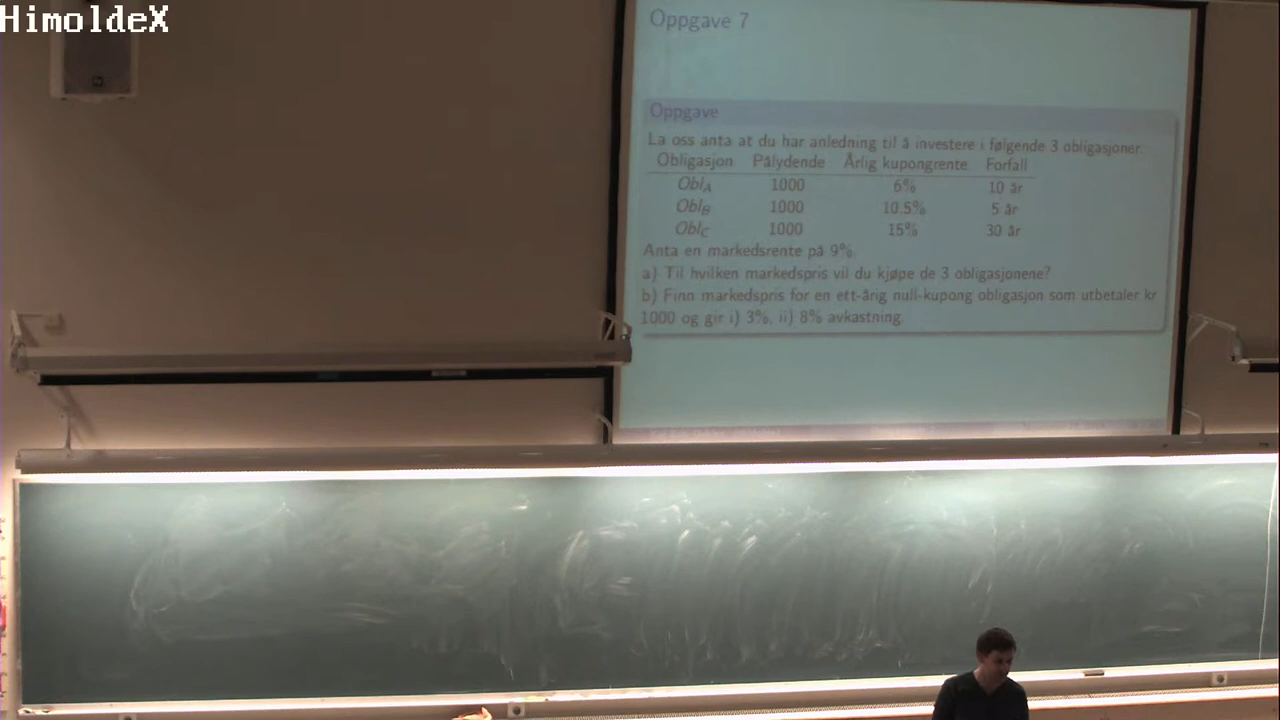 HimoldeX
Oppgave 7
Oppgave
La oss anta at du har anledning til å investere i følgende 3 obligasjoner.
Obligasjon Pålydende Årlig kupongrente Forfall
Obl_A 1000 6% 10 år
Obl_B 1000 10.5% 5 år
Obl_C 1000 15% 30 år
Anta en markedsrente på 9%.
a) Til hvilken markedspris vil du kjøpe de 3 obligasjonene?
b) Finn markedspris for en ett-årig null-kupong obligasjon som utbetaler kr
1000 og gir i) 3%, ii) 8% avkastning.